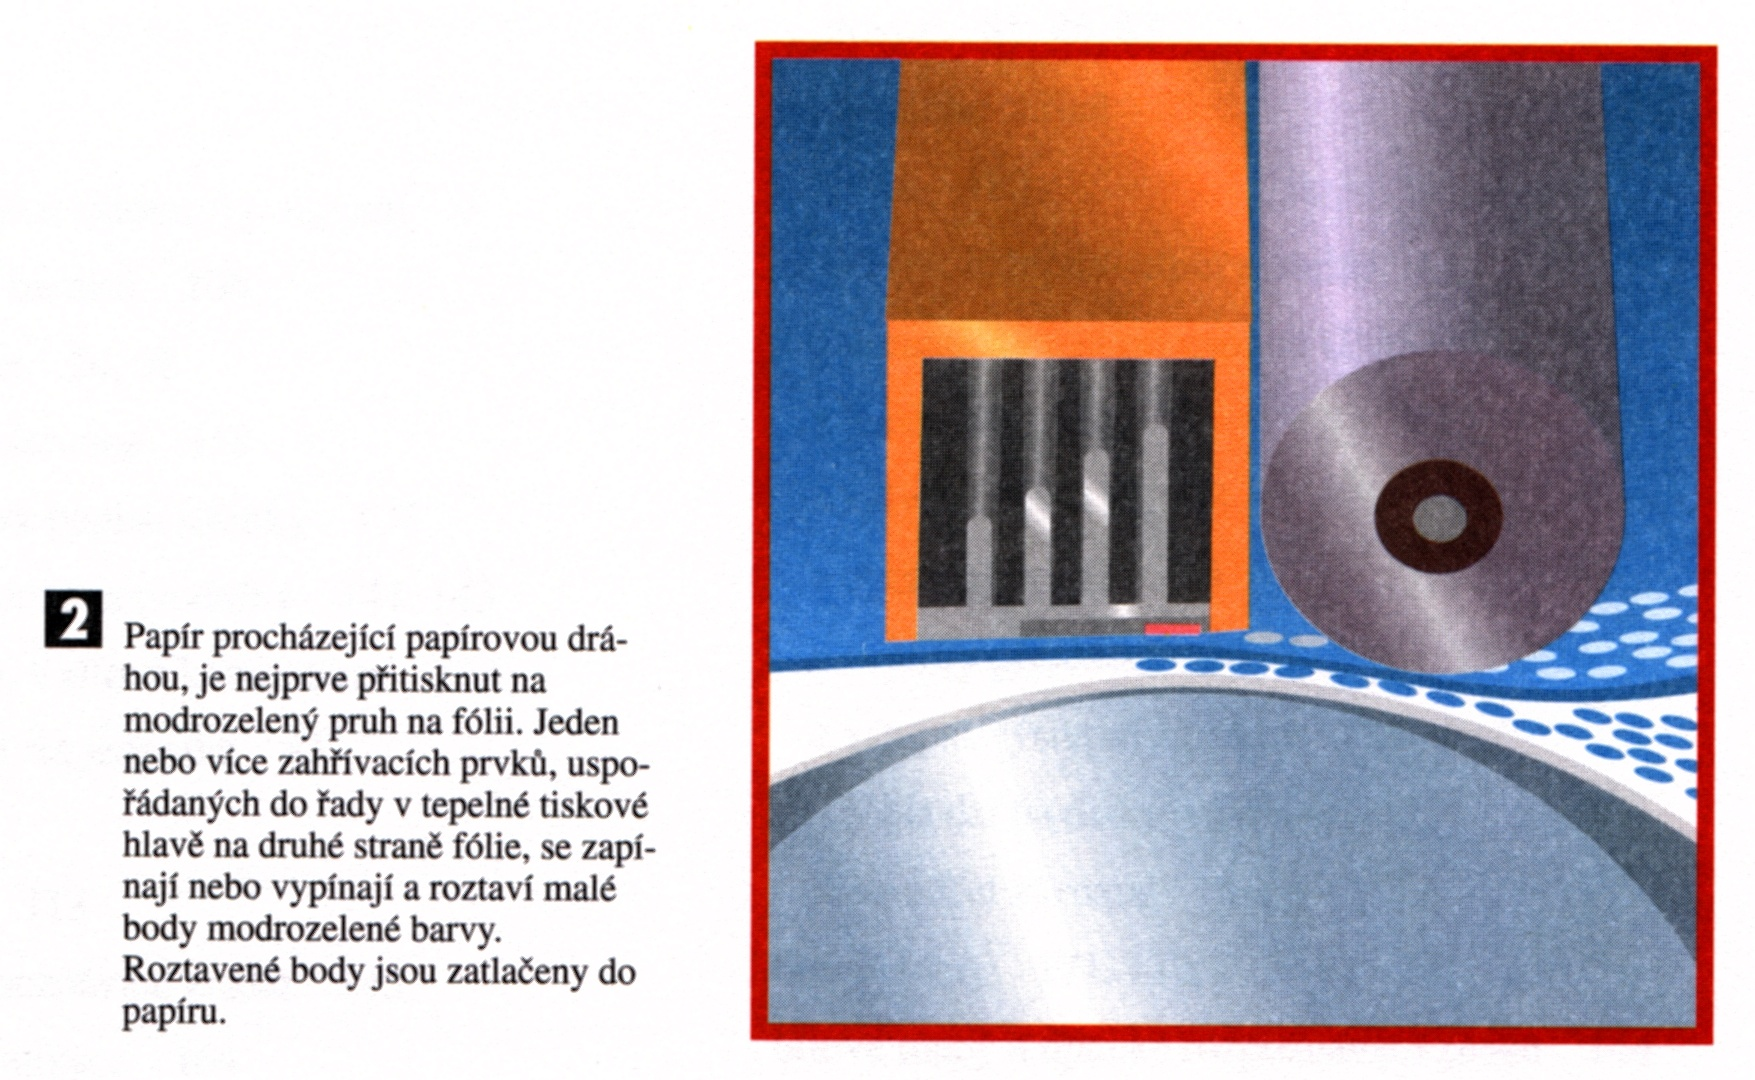 2
Papír procházející papírovou drá-
hou, je nejprve přitisknut na
modrozelený pruh na fólii. Jeden
nebo více zahřívacích prvků, uspo-
řádaných do řady v tepelné tiskové
hlavě na druhé straně fólie, se zapí-
nají nebo vypínají a roztaví malé
body modrozelené barvy.
Roztavené body jsou zatlačeny do
papíru.